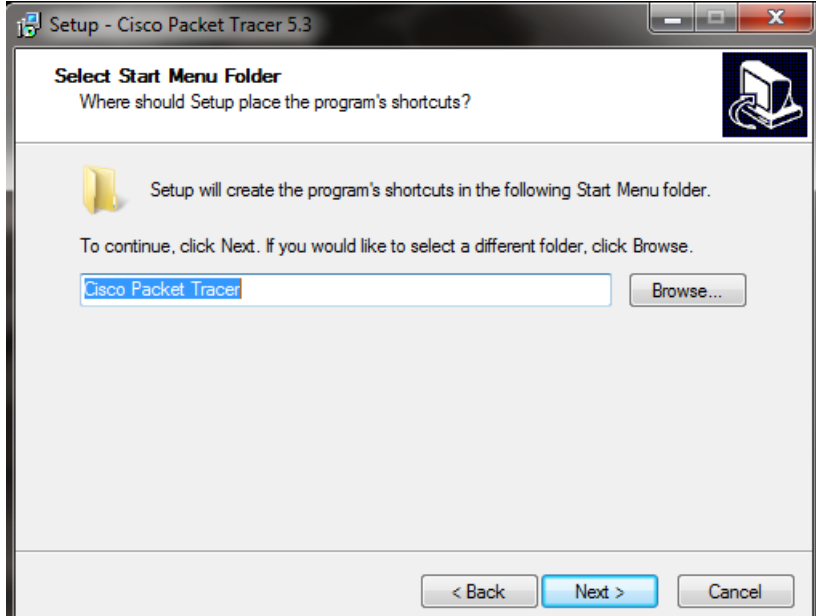 Setup - Cisco Packet Tracer 5.3
Select Start Menu Folder
Where should Setup place the program's shortcuts?
Setup will create the program's shortcuts in the following Start Menu folder.
To continue, click Next. If you would like to select a different folder, click Browse.
Cisco Packet Tracer
Browse...
< Back
Next >
Cancel